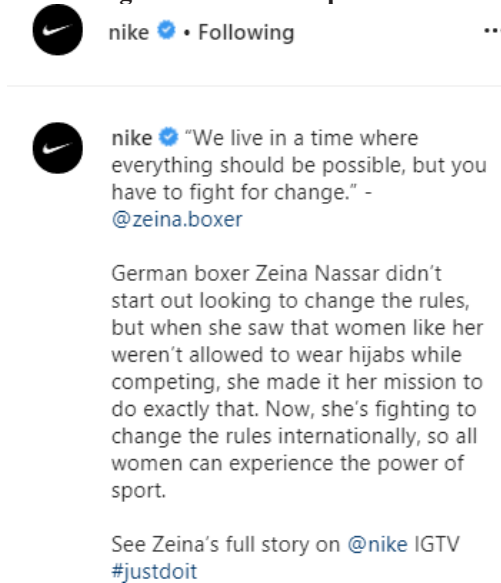 nike • Following
nike “We live in a time where
everything should be possible, but you
have to fight for change.” -
@zeina.boxer
German boxer Zeina Nassar didn’t
start out looking to change the rules,
but when she saw that women like her
weren’t allowed to wear hijabs while
competing, she made it her mission to
do exactly that. Now, she’s fighting to
change the rules internationally, so all
women can experience the power of
sport.
See Zeina’s full story on @nike IGTV
#justdoit